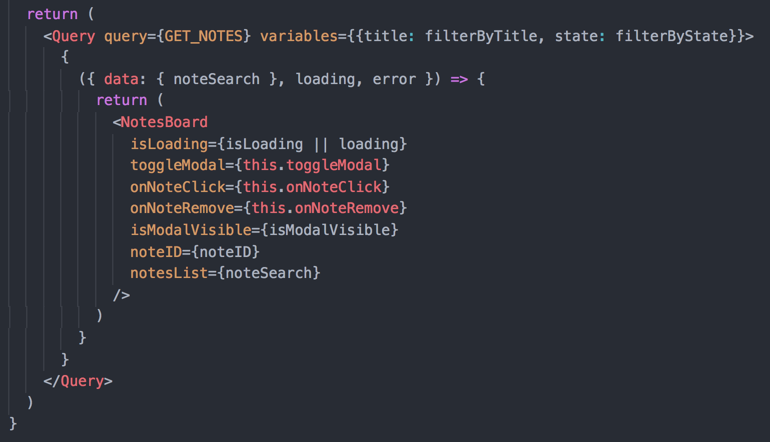 return (
<Query query={GET_NOTES} variables={{title: filterByTitle, state: filterByState}}>
{
({ data: { noteSearch }, loading, error }) => {
return (
<NotesBoard
isLoading={isLoading || loading}
toggleModal={this.toggleModal}
onNoteClick={this.onNoteClick}
onNoteRemove={this.onNoteRemove}
isModalVisible={isModalVisible}
noteID={noteID}
notesList={noteSearch}
/>
)
}
}
</Query>
)
}